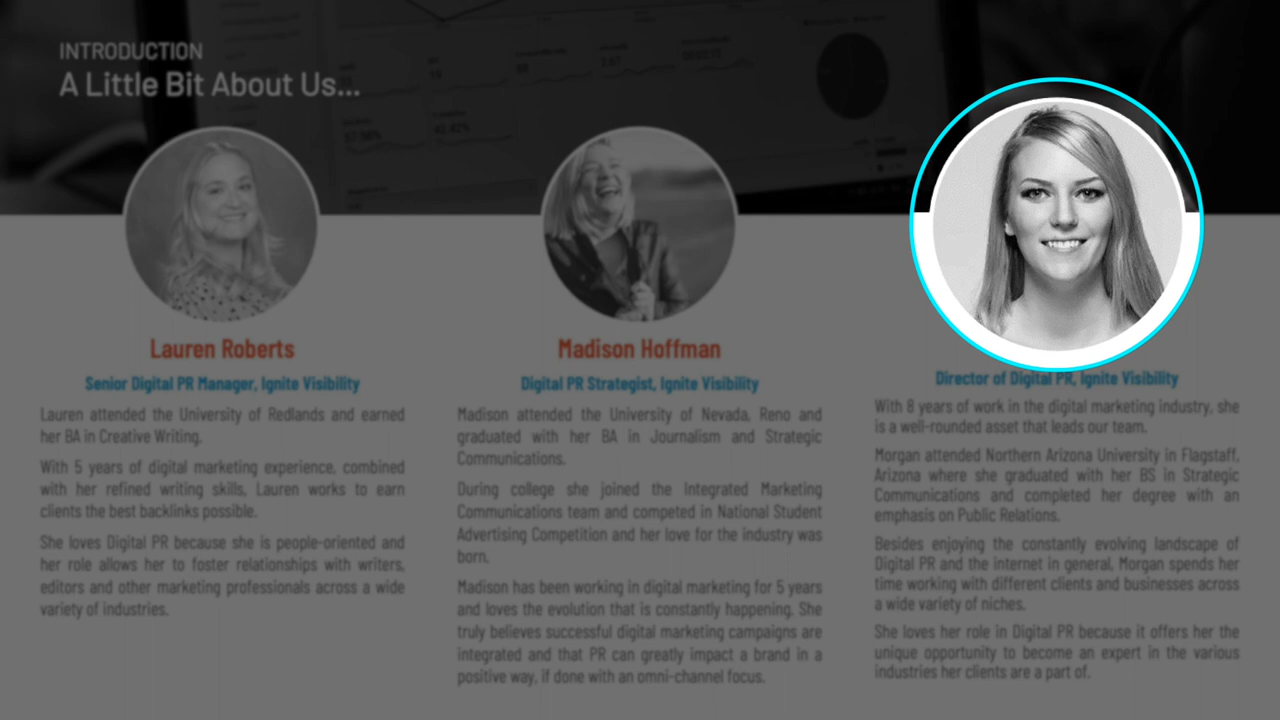 INTRODUCTION
A Little Bit About Us...
Lauren Roberts
Senior Digital PR Manager, Ignite Visibility
Lauren attended the University of Redlands and earned
her BA in Creative Writing.
With 5 years of digital marketing experience, combined
with her refined writing skills, Lauren works to earn
clients the best backlinks possible.
She loves Digital PR because she is people-oriented and
her role allows her to foster relationships with writers,
editors and other marketing professionals across a wide
variety of industries.
Madison Hoffman
Digital PR Strategist, Ignite Visibility
Madison attended the University of Nevada, Reno and
graduated with her BA in Journalism and Strategic
Communications.
During college she joined the Integrated Marketing
Communications team and competed in National Student
Advertising Competition and her love for the industry was
born.
Madison has been working in digital marketing for 5 years
and loves the evolution that is constantly happening. She
truly believes successful digital marketing campaigns are
integrated and that PR can greatly impact a brand in a
positive way, if done with an omni-channel focus.
Director of Digital PR, Ignite Visibility
With 8 years of work in the digital marketing industry, she
is a well-rounded asset that leads our team.
Morgan attended Northern Arizona University in Flagstaff,
Arizona where she graduated with her BS in Strategic
Communications and completed her degree with an
emphasis on Public Relations.
Besides enjoying the constantly evolving landscape of
Digital PR and the internet in general, Morgan spends her
time working with different clients and businesses across
a wide variety of niches.
She loves her role in Digital PR because it offers her the
unique opportunity to become an expert in the various
industries her clients are a part of.